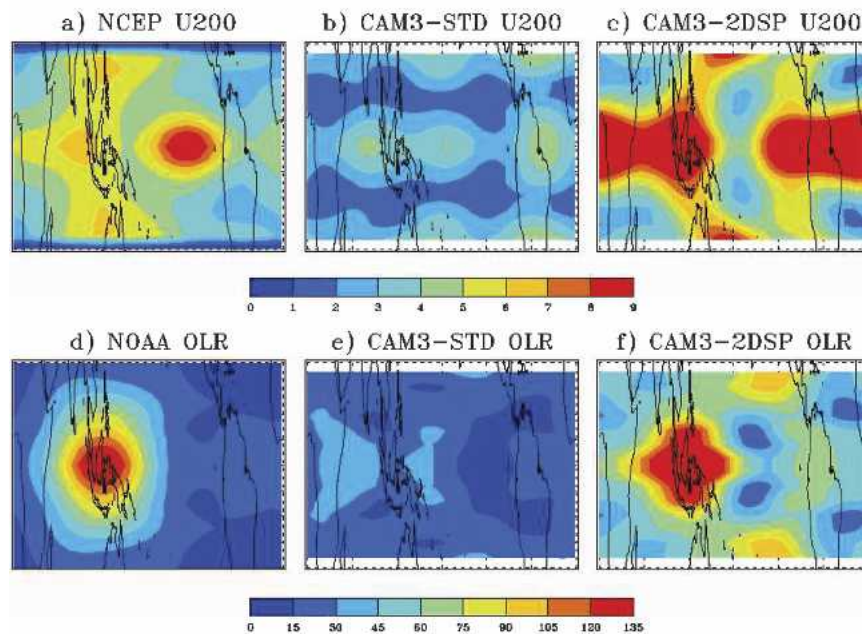 a) NCEP U200 b) CAM3-STD U200 c) CAM3-2DSP U200
0 1 2 3 4 5 6 7 8 9
d) NOAA OLR e) CAM3-STD OLR f) CAM3-2DSP OLR
0 15 30 45 60 75 90 105 120 135